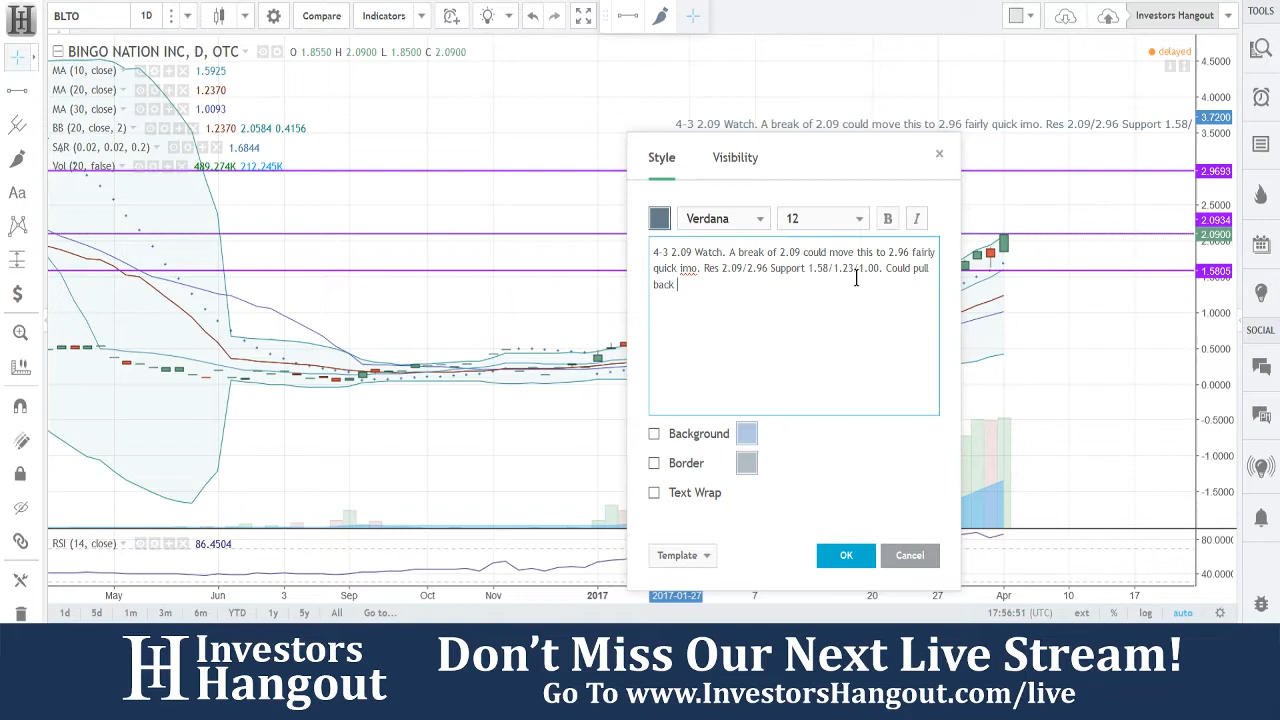 BLTO
1D
Compare
Indicators
Investors Hangout
TOOLS
BINGO NATION INC, D, OTC
O 1.8550 H 2.0900 L 1.8500 C 2.0900
delayed
MA (10, close)
1.5925
MA (20, close)
1.2370
MA (30, close)
1.0093
BB (20, close, 2)
1.2370 2.0584 0.4156
SAR (0.02, 0.02, 0.2)
1.6844
Vol (20, false)
489.274K 212.245K
4-3 2.09 Watch. A break of 2.09 could move this to 2.96 fairly quick imo. Res 2.09/2.96 Support 1.58/
4.5000
4.0000
3.7200
3.5000
2.9693
2.5000
2.0934
2.0900
1.5805
1.0000
0.5000
0.0000
-0.5000
-1.0000
-1.5000
80.0000
40.0000
Style
Visibility
Verdana
12
B
I
4-3 2.09 Watch. A break of 2.09 could move this to 2.96 fairly
quick imo. Res 2.09/2.96 Support 1.58/1.23/1.00. Could pull
back
Background
Border
Text Wrap
Template
OK
Cancel
SOCIAL
RSI (14, close)
86.4504
May
Jun
3
Sep
Oct
Nov
5
2017
2017-01-27
7
20
27
Apr
10
17
1d
5d
1m
3m
6m
YTD
1y
5y
All
Go to...
17:56:51 (UTC)
ext
%
log
auto
Investors
Hangout
Don't Miss Our Next Live Stream!
Go To www.InvestorsHangout.com/live